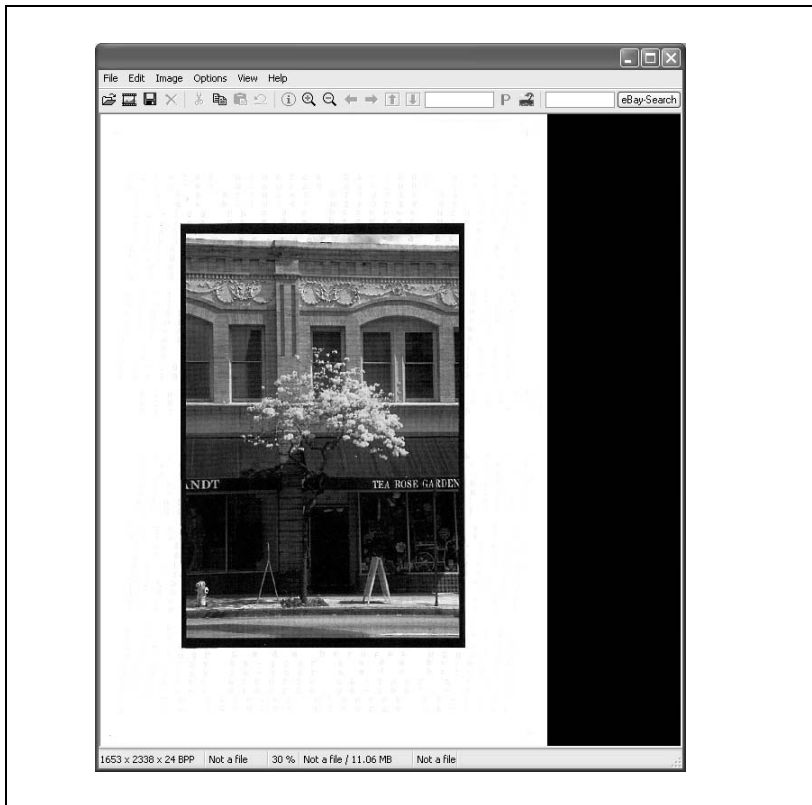 File Edit Image Options View Help
P eBay-Search
ANDT TEA ROSE GARDEN
1653 x 2338 x 24 BPP Not a file 30 % Not a file / 11.06 MB Not a file